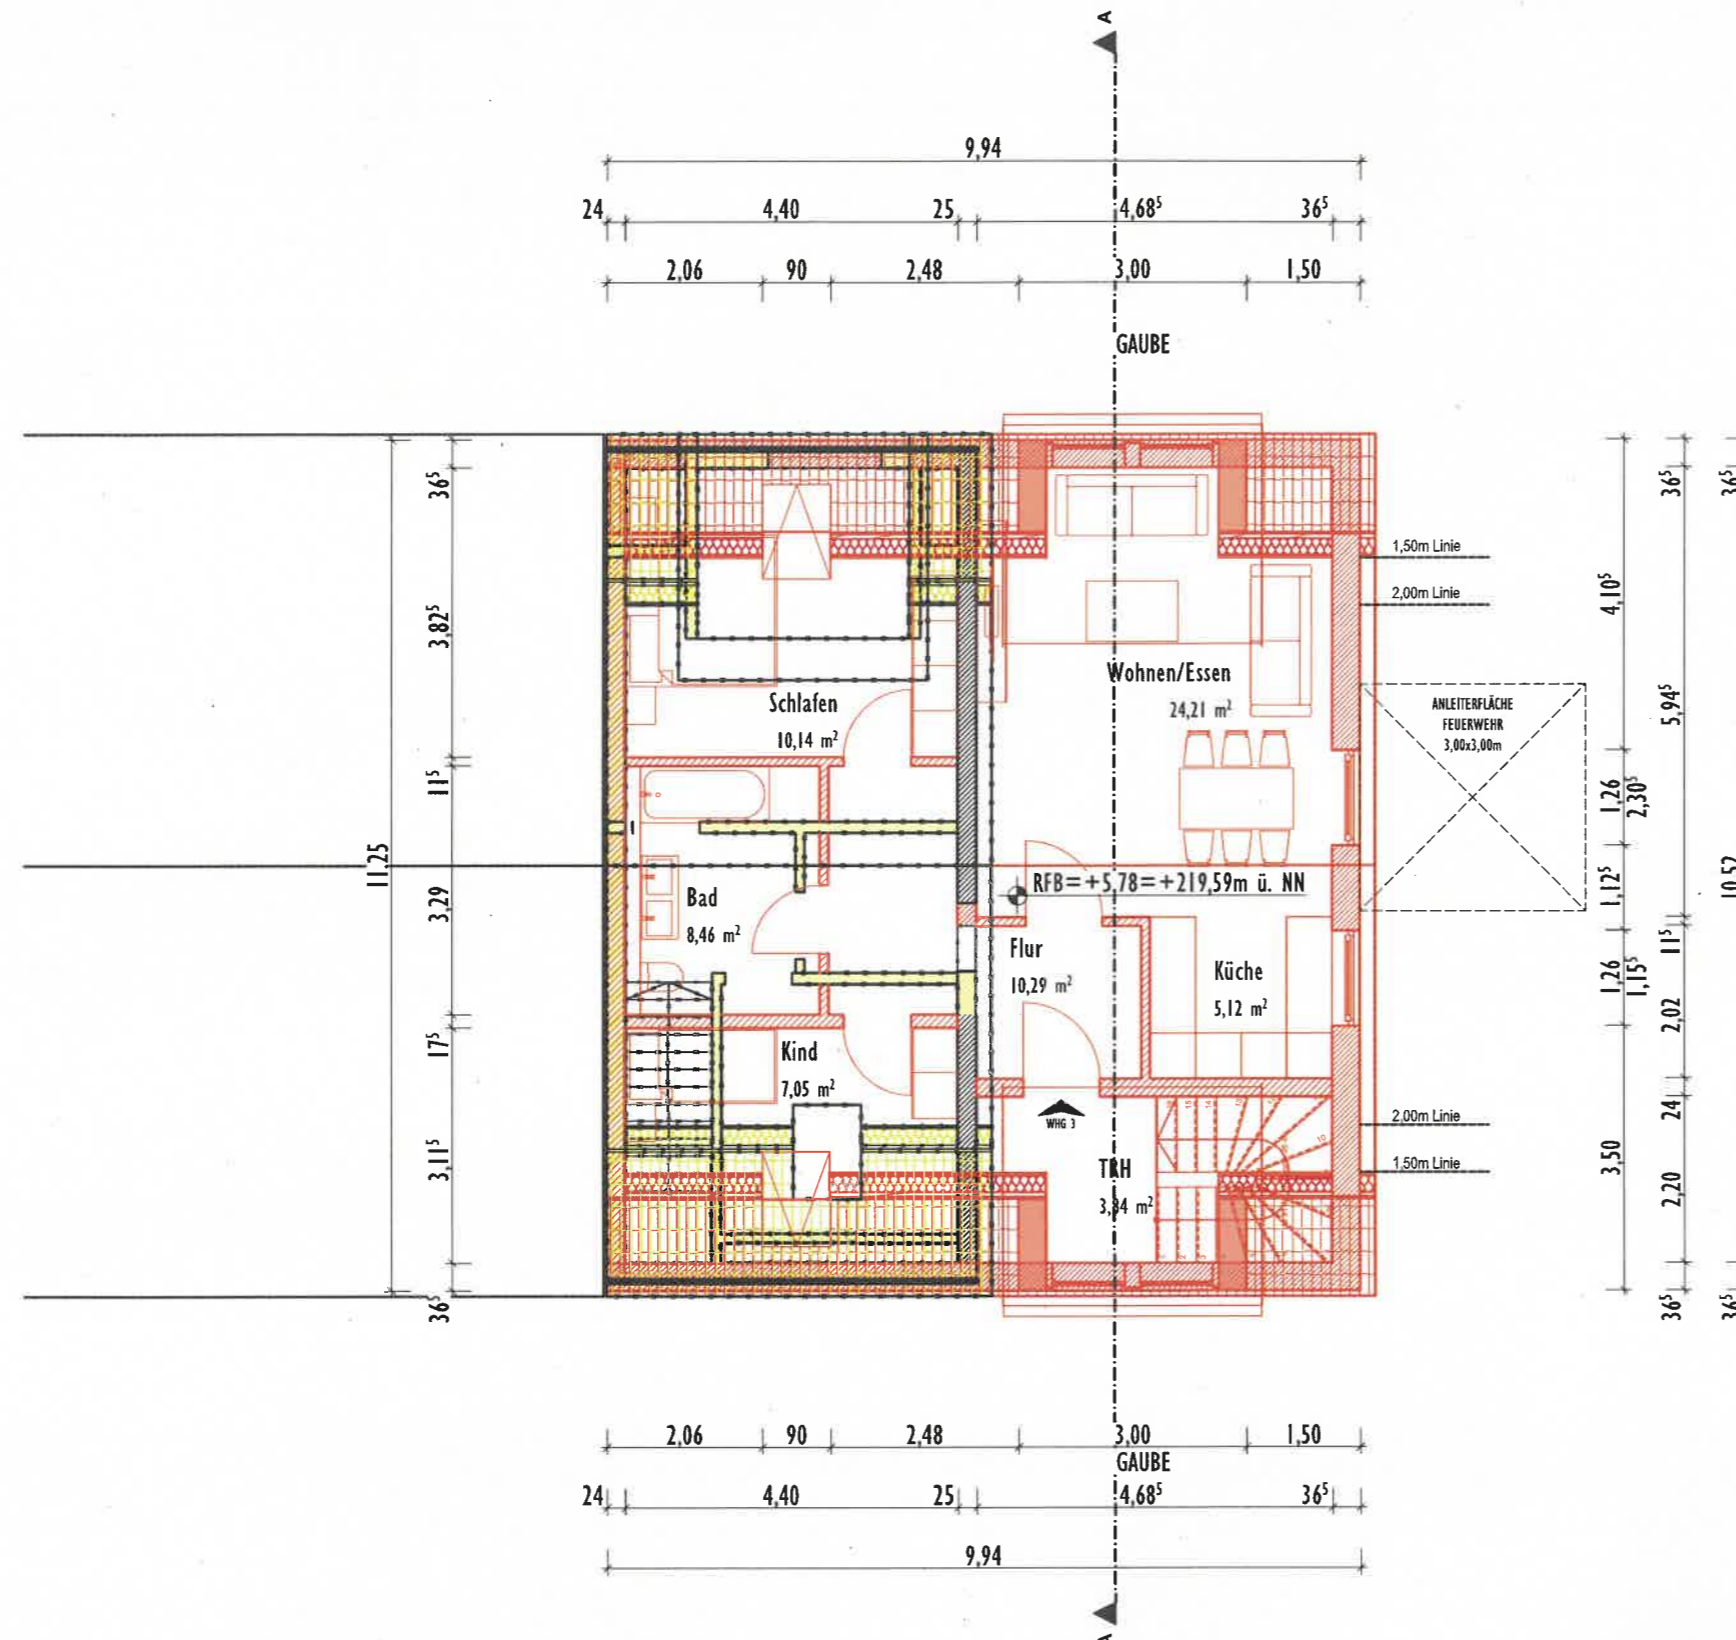 A
9,94
24 4,40 25 4,68⁵ 36⁵
2,06 90 2,48 3,00 1,50
GAUBE
36⁵
3,82⁵
11⁵
11,25
3,29
17⁵
3,11⁵
36⁵
1,50m Linie
2,00m Linie
Wohnen/Essen
24,21 m²
Schlafen
10,14 m²
ANLEITERFLÄCHE
FEUERWEHR
3,00x3,00m
RFB=+5,78=+219,59m ü. NN
Bad
8,46 m²
Flur
10,29 m²
Küche
5,12 m²
Kind
7,05 m²
WHG 3
TRH
3,84 m²
2,00m Linie
1,50m Linie
4,10⁵
1,26
2,30⁵
1,12⁵
1,26
1,15⁵
3,50
36⁵
5,94⁵
11⁵
2,02
24
2,20
36⁵
36⁵
10,52
36⁵
2,06 90 2,48 3,00 1,50
GAUBE
24 4,40 25 4,68⁵ 36⁵
9,94
A